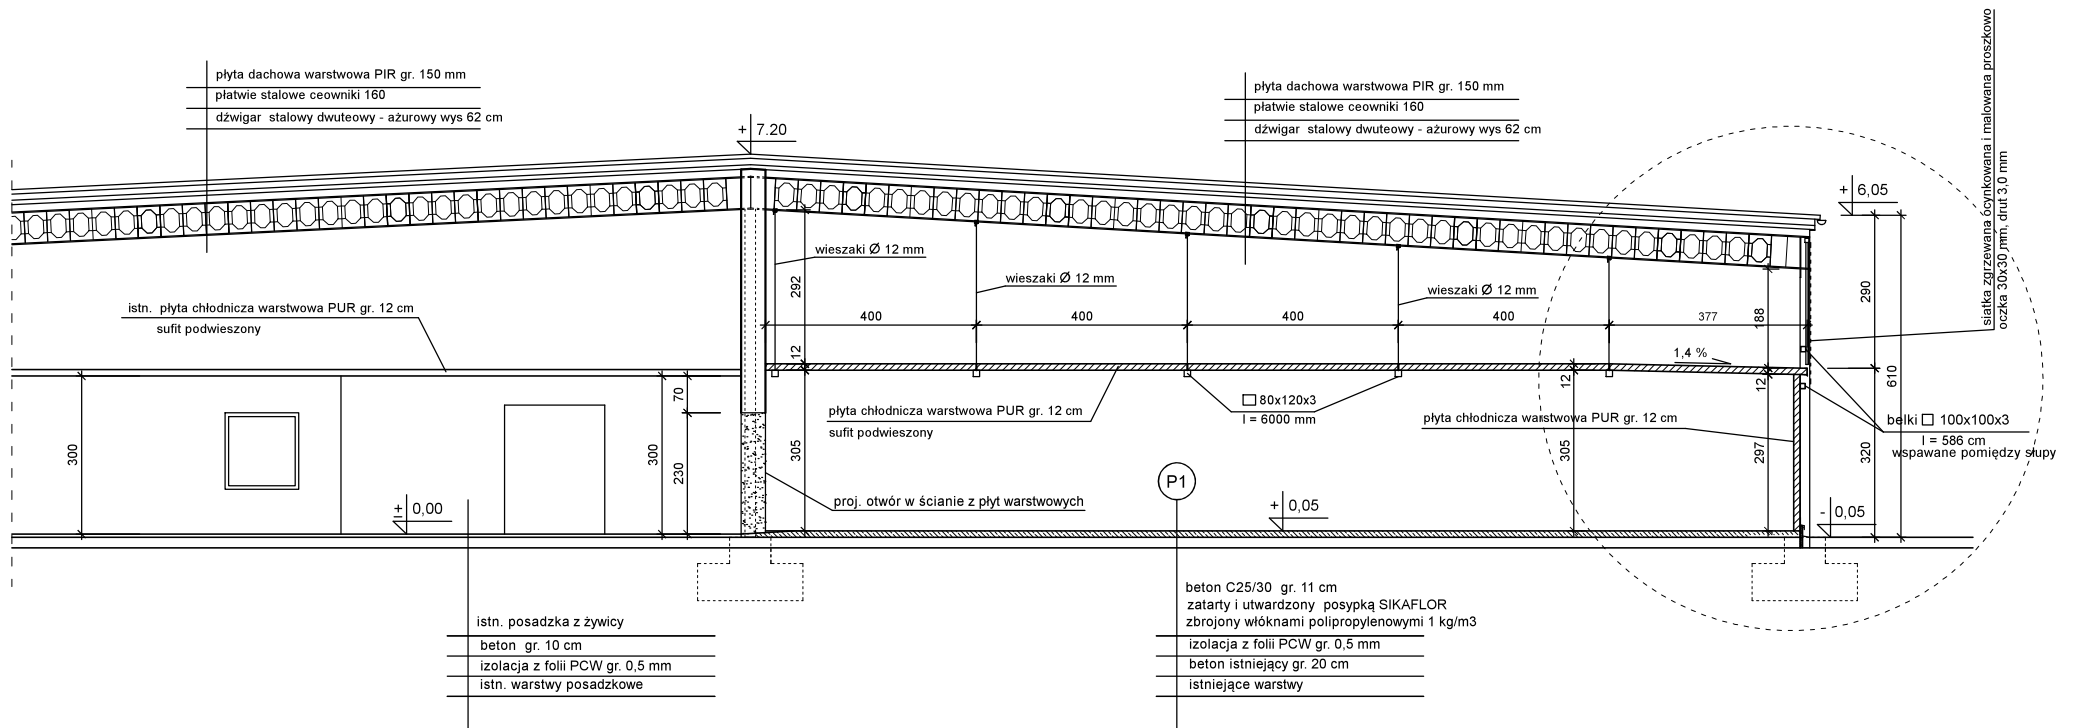 płyta dachowa warstwowa PIR gr. 150 mm
płatwie stalowe ceowniki 160
dźwigar stalowy dwuteowy - ażurowy wys 62 cm
+ 7.20
płyta dachowa warstwowa PIR gr. 150 mm
płatwie stalowe ceowniki 160
dźwigar stalowy dwuteowy - ażurowy wys 62 cm
siatka zgrzewana ocynkowana i malowana proszkowo
oczka 30x30 mm, drut 3,0 mm
+ 6,05
wieszaki Ø 12 mm
wieszaki Ø 12 mm
wieszaki Ø 12 mm
292
400
400
400
400
377
188
290
610
istn. płyta chłodnicza warstwowa PUR gr. 12 cm
sufit podwieszony
12
1,4 %
12
12
70
80x120x3
l = 6000 mm
płyta chłodnicza warstwowa PUR gr. 12 cm
sufit podwieszony
płyta chłodnicza warstwowa PUR gr. 12 cm
belki 100x100x3
l = 586 cm
wspawane pomiędzy słupy
300
300
230
305
305
297
320
proj. otwór w ścianie z płyt warstwowych
P1
± 0,00
+ 0,05
- 0,05
istn. posadzka z żywicy
beton gr. 10 cm
izolacja z folii PCW gr. 0,5 mm
istn. warstwy posadzkowe
beton C25/30 gr. 11 cm
zatarty i utwardzony posypką SIKAFLOR
zbrojony włóknami polipropylenowymi 1 kg/m3
izolacja z folii PCW gr. 0,5 mm
beton istniejący gr. 20 cm
istniejące warstwy